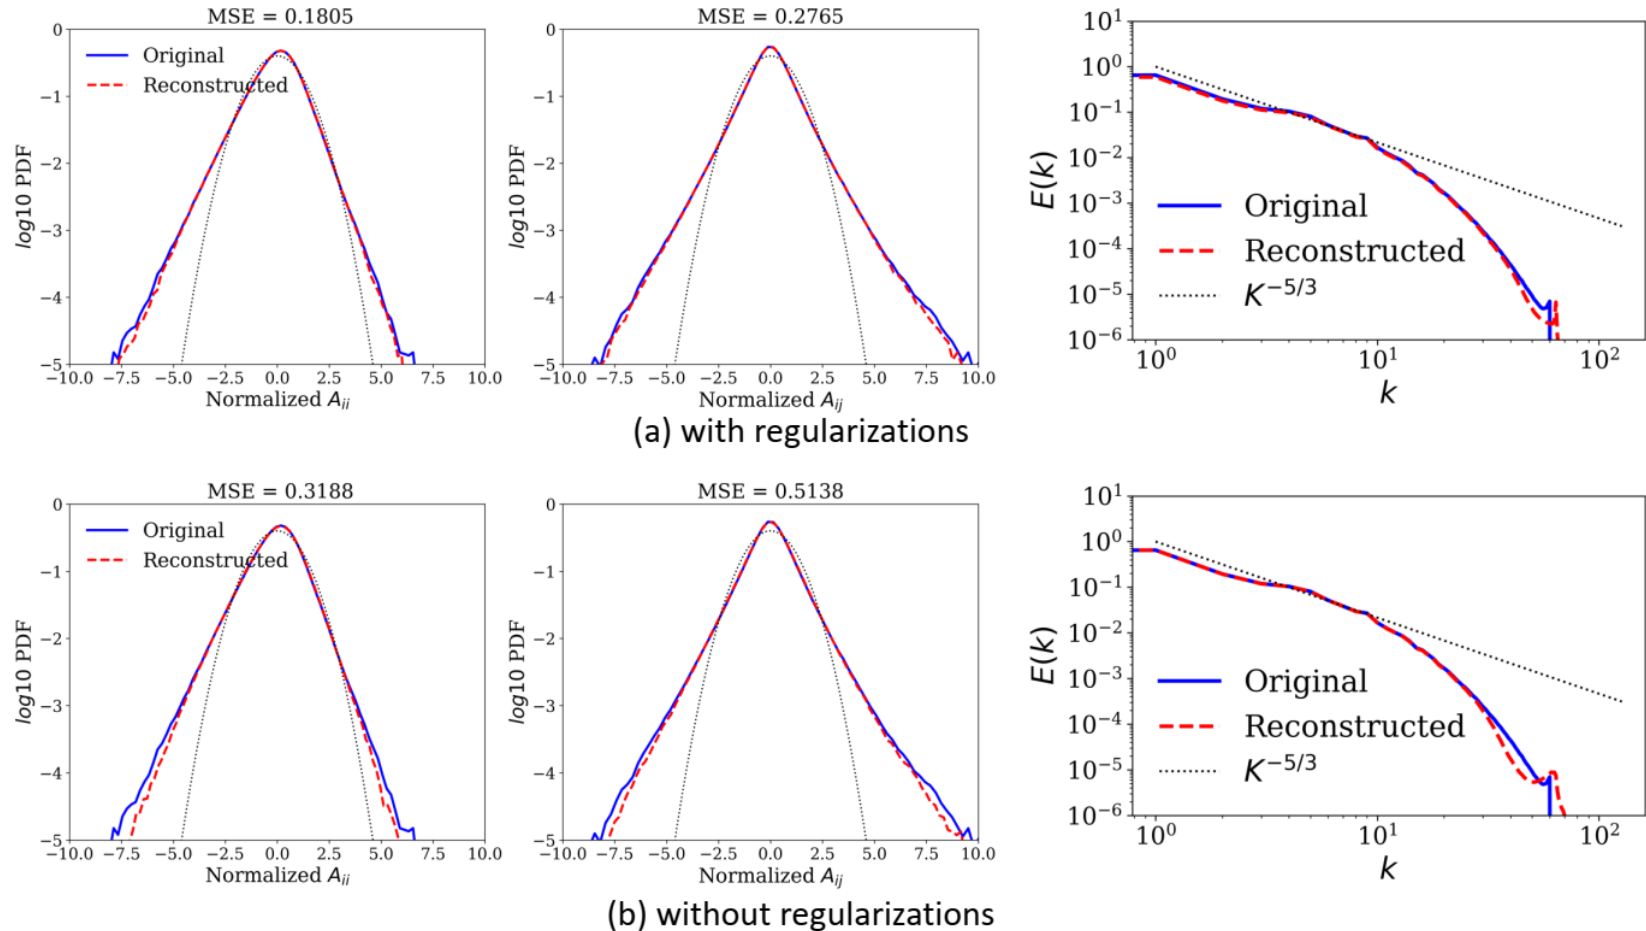 MSE = 0.1805
0
−1
−2
−3
−4
−5
log10 PDF
Original
Reconstructed
−10.0 −7.5 −5.0 −2.5 0.0 2.5 5.0 7.5 10.0
Normalized A_ii
MSE = 0.2765
0
−1
−2
−3
−4
−5
log10 PDF
−10.0 −7.5 −5.0 −2.5 0.0 2.5 5.0 7.5 10.0
Normalized A_ij
10^1
10^0
10^−1
10^−2
10^−3
10^−4
10^−5
10^−6
E(k)
Original
Reconstructed
K^−5/3
10^0 10^1 10^2
k
(a) with regularizations
MSE = 0.3188
0
−1
−2
−3
−4
−5
log10 PDF
Original
Reconstructed
−10.0 −7.5 −5.0 −2.5 0.0 2.5 5.0 7.5 10.0
Normalized A_ii
MSE = 0.5138
0
−1
−2
−3
−4
−5
log10 PDF
−10.0 −7.5 −5.0 −2.5 0.0 2.5 5.0 7.5 10.0
Normalized A_ij
10^1
10^0
10^−1
10^−2
10^−3
10^−4
10^−5
10^−6
E(k)
Original
Reconstructed
K^−5/3
10^0 10^1 10^2
k
(b) without regularizations